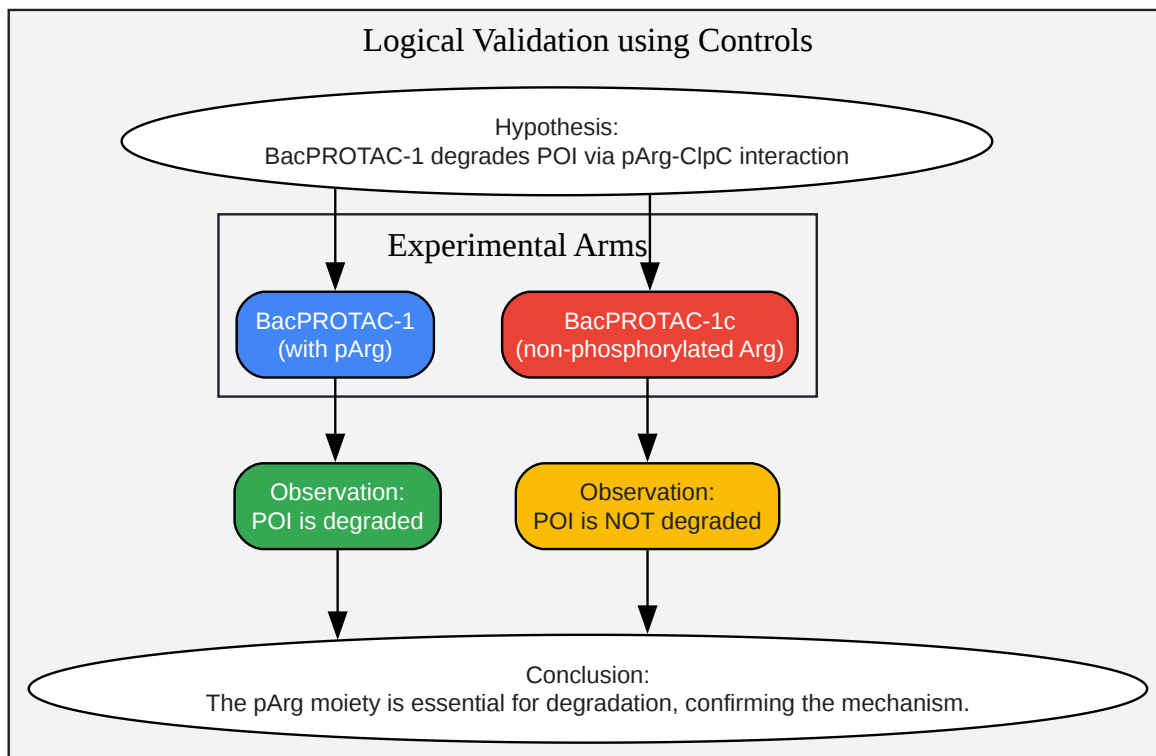 Logical Validation using Controls
Hypothesis:
BacPROTAC-1 degrades POI via pArg-ClpC interaction
Experimental Arms
BacPROTAC-1
(with pArg)
BacPROTAC-1c
(non-phosphorylated Arg)
Observation:
POI is degraded
Observation:
POI is NOT degraded
Conclusion:
The pArg moiety is essential for degradation, confirming the mechanism.